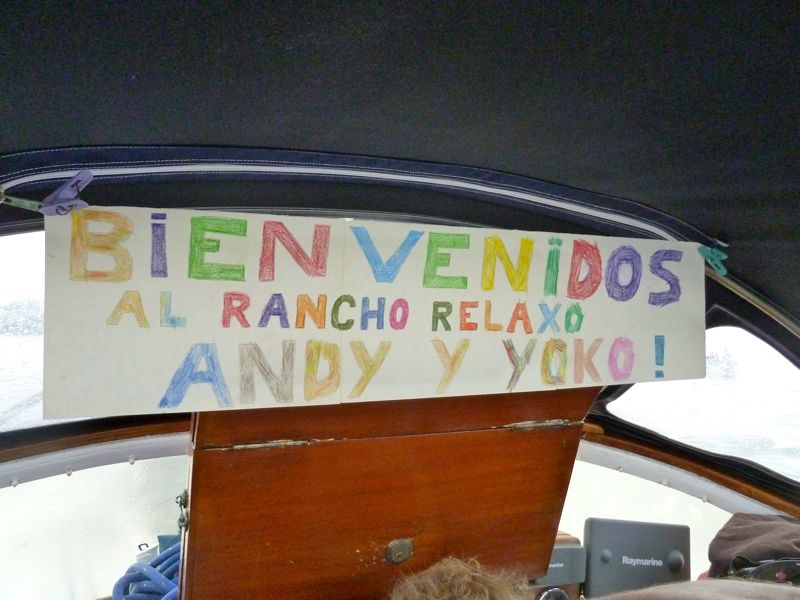 BiENVENiDOS
AL RANCHO RELAXO
ANDY Y YOKO!
Raymarine